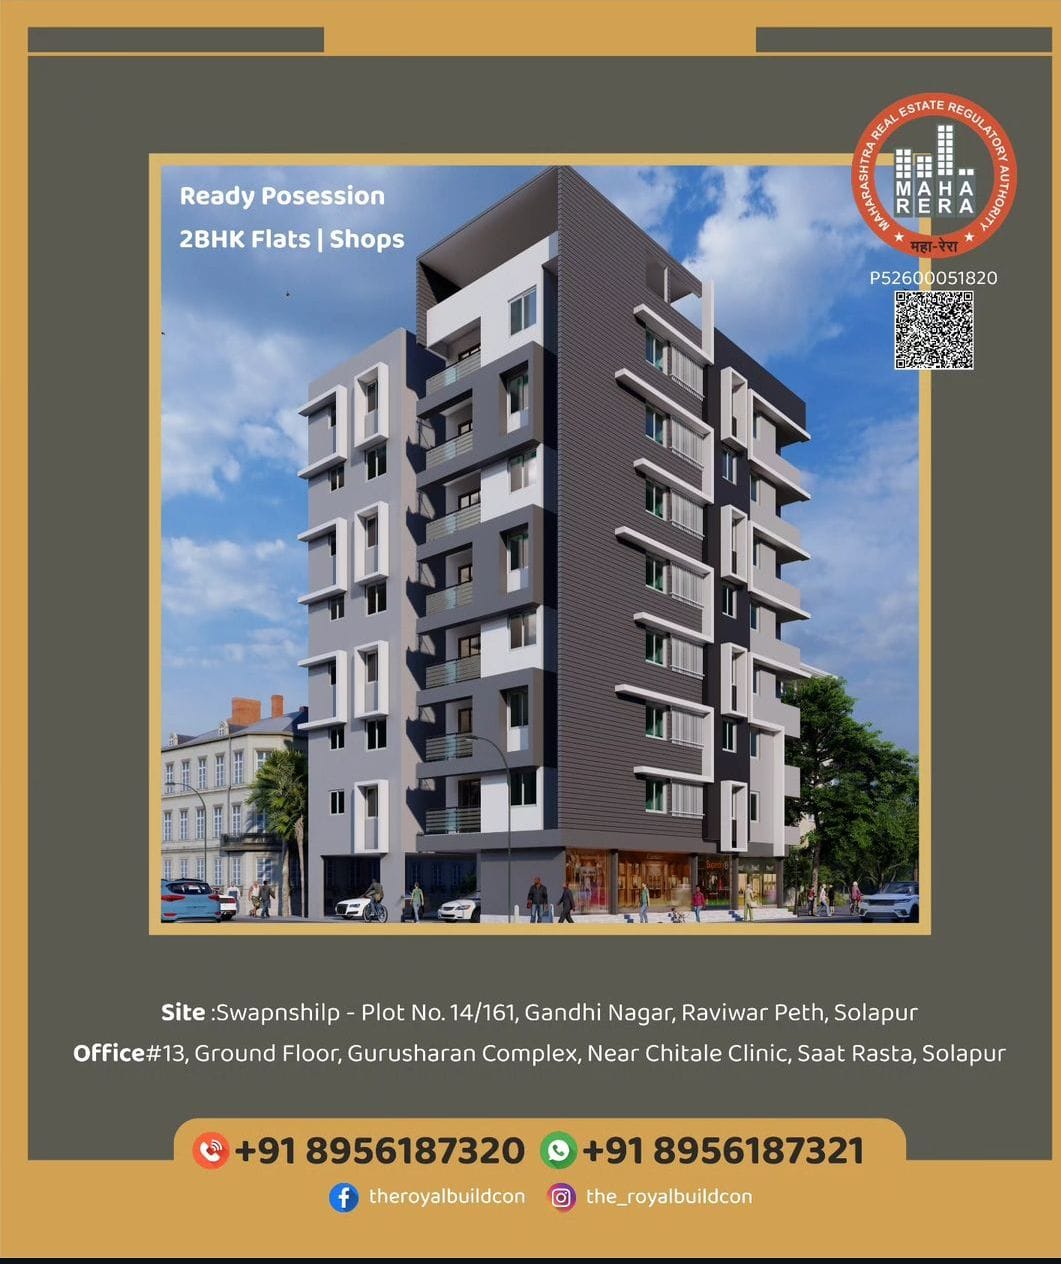 Ready Posession
2BHK Flats | Shops
MAHARASHTRA REAL ESTATE REGULATORY AUTHORITY
MAHA
RERA
महा-रेरा
P52600051820
Site :Swapnshilp - Plot No. 14/161, Gandhi Nagar, Raviwar Peth, Solapur
Office#13, Ground Floor, Gurusharan Complex, Near Chitale Clinic, Saat Rasta, Solapur
+91 8956187320 +91 8956187321
theroyalbuildcon the_royalbuildcon